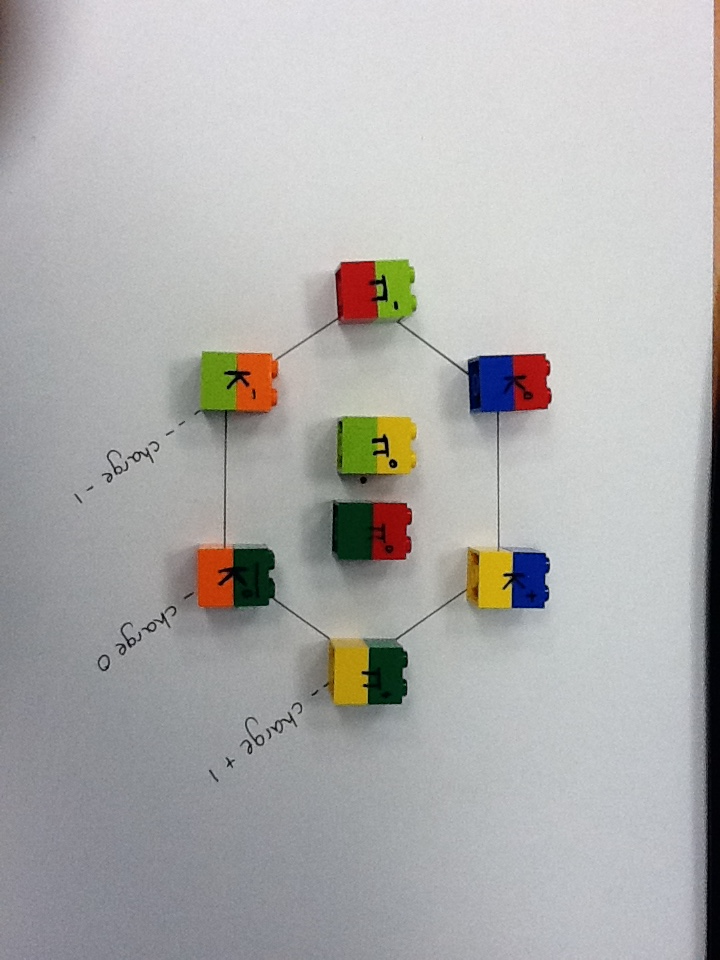 K⁰ K⁺
π⁻ π⁰ π⁰ π⁺
K⁻ K̄⁰
charge -1
charge 0
charge +1